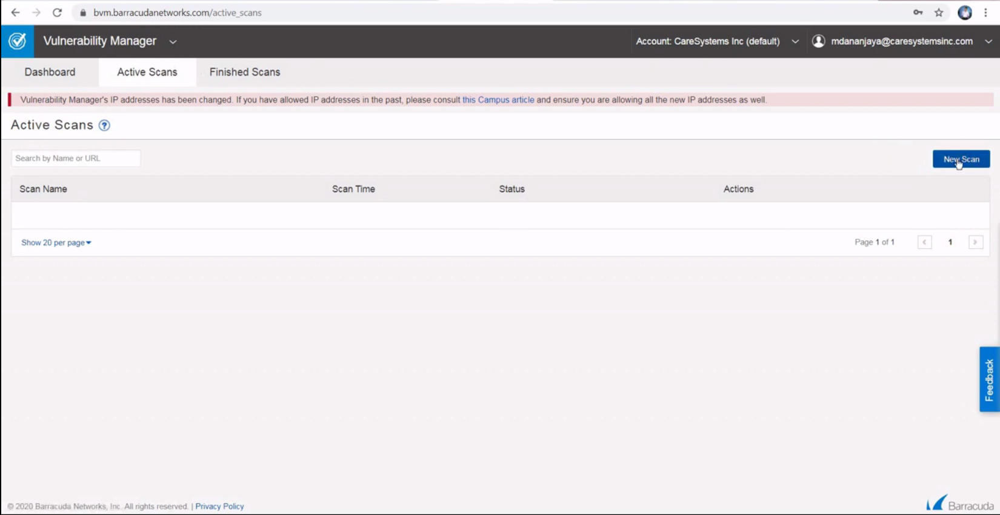 bvm.barracudanetworks.com/active_scans
Vulnerability Manager
Account: CareSystems Inc (default)
mdananjaya@caresystemsinc.com
Dashboard
Active Scans
Finished Scans
Vulnerability Manager's IP addresses has been changed. If you have allowed IP addresses in the past, please consult this Campus article and ensure you are allowing all the new IP addresses as well.
Active Scans ?
Search by Name or URL
New Scan
Scan Name
Scan Time
Status
Actions
Show 20 per page
Page 1 of 1
<
1
>
Feedback
© 2020 Barracuda Networks, Inc. All rights reserved. | Privacy Policy
Barracuda